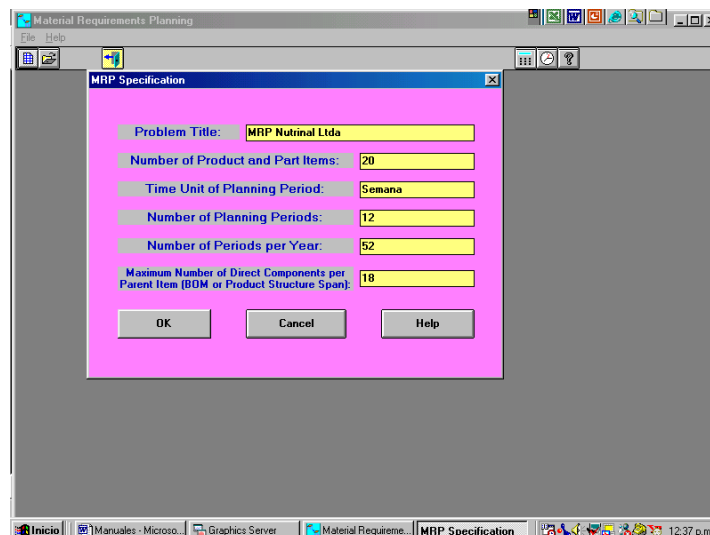 Material Requirements Planning
File Help
MRP Specification
Problem Title: MRP Nutrinal Ltda
Number of Product and Part Items: 20
Time Unit of Planning Period: Semana
Number of Planning Periods: 12
Number of Periods per Year: 52
Maximum Number of Direct Components per
Parent Item (BOM or Product Structure Span): 18
OK Cancel Help
Inicio Manuales - Microso... Graphics Server Material Requireme... MRP Specification 12:37 p.m